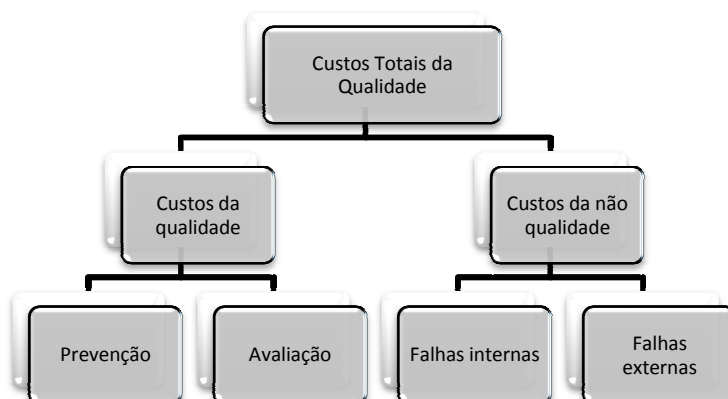 Custos Totais da
Qualidade
Custos da
qualidade
Custos da não
qualidade
Prevenção
Avaliação
Falhas internas
Falhas
externas